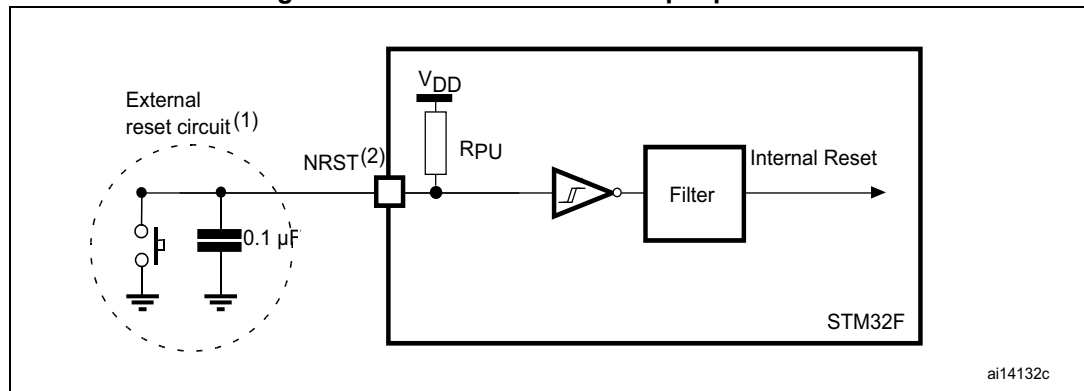 External
reset circuit(1)
VDD
RPU
NRST(2)
Internal Reset
Filter
0.1 µF
STM32F
ai14132c